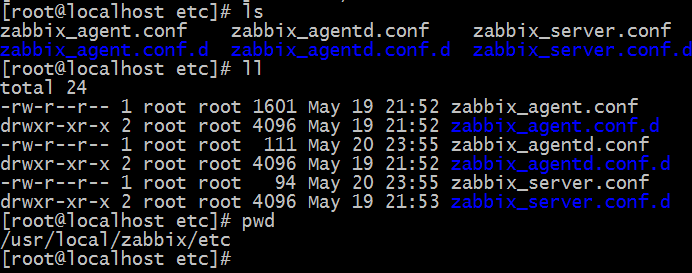 [root@localhost etc]# ls
zabbix_agent.conf    zabbix_agentd.conf    zabbix_server.conf
zabbix_agent.conf.d  zabbix_agentd.conf.d  zabbix_server.conf.d
[root@localhost etc]# ll
total 24
-rw-r--r-- 1 root root 1601 May 19 21:52 zabbix_agent.conf
drwxr-xr-x 2 root root 4096 May 19 21:52 zabbix_agent.conf.d
-rw-r--r-- 1 root root  111 May 20 23:55 zabbix_agentd.conf
drwxr-xr-x 2 root root 4096 May 19 21:52 zabbix_agentd.conf.d
-rw-r--r-- 1 root root   94 May 20 23:55 zabbix_server.conf
drwxr-xr-x 2 root root 4096 May 19 21:53 zabbix_server.conf.d
[root@localhost etc]# pwd
/usr/local/zabbix/etc
[root@localhost etc]#